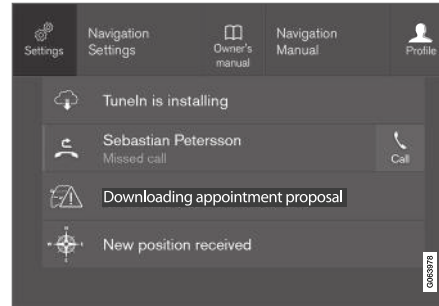 Settings
Navigation
Settings
Owner's
manual
Navigation
Manual
Profile
TuneIn is installing
Sebastian Petersson
Missed call
Call
Downloading appointment proposal
New position received
G063978